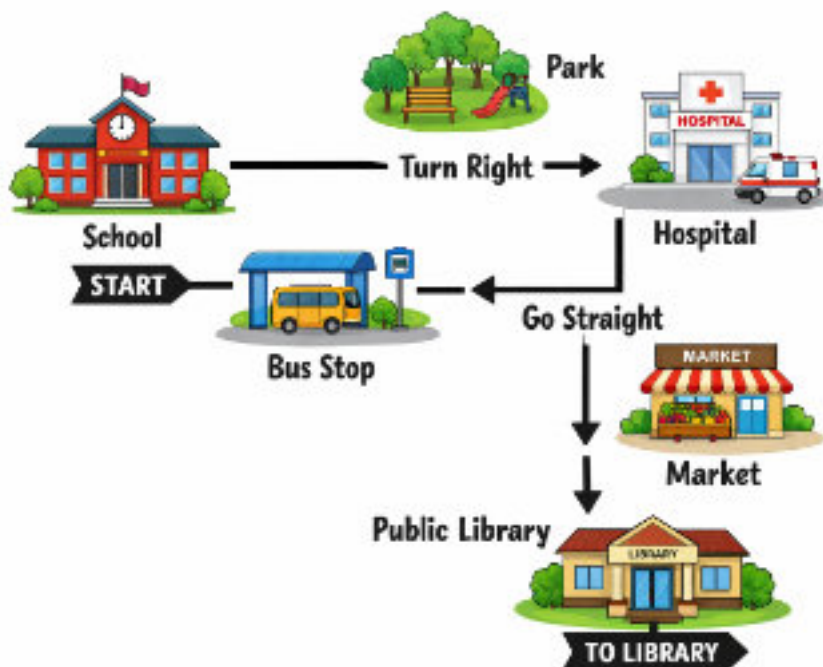 Park
HOSPITAL
Turn Right
School
Hospital
START
Go Straight
Bus Stop
MARKET
Market
Public Library
LIBRARY
TO LIBRARY